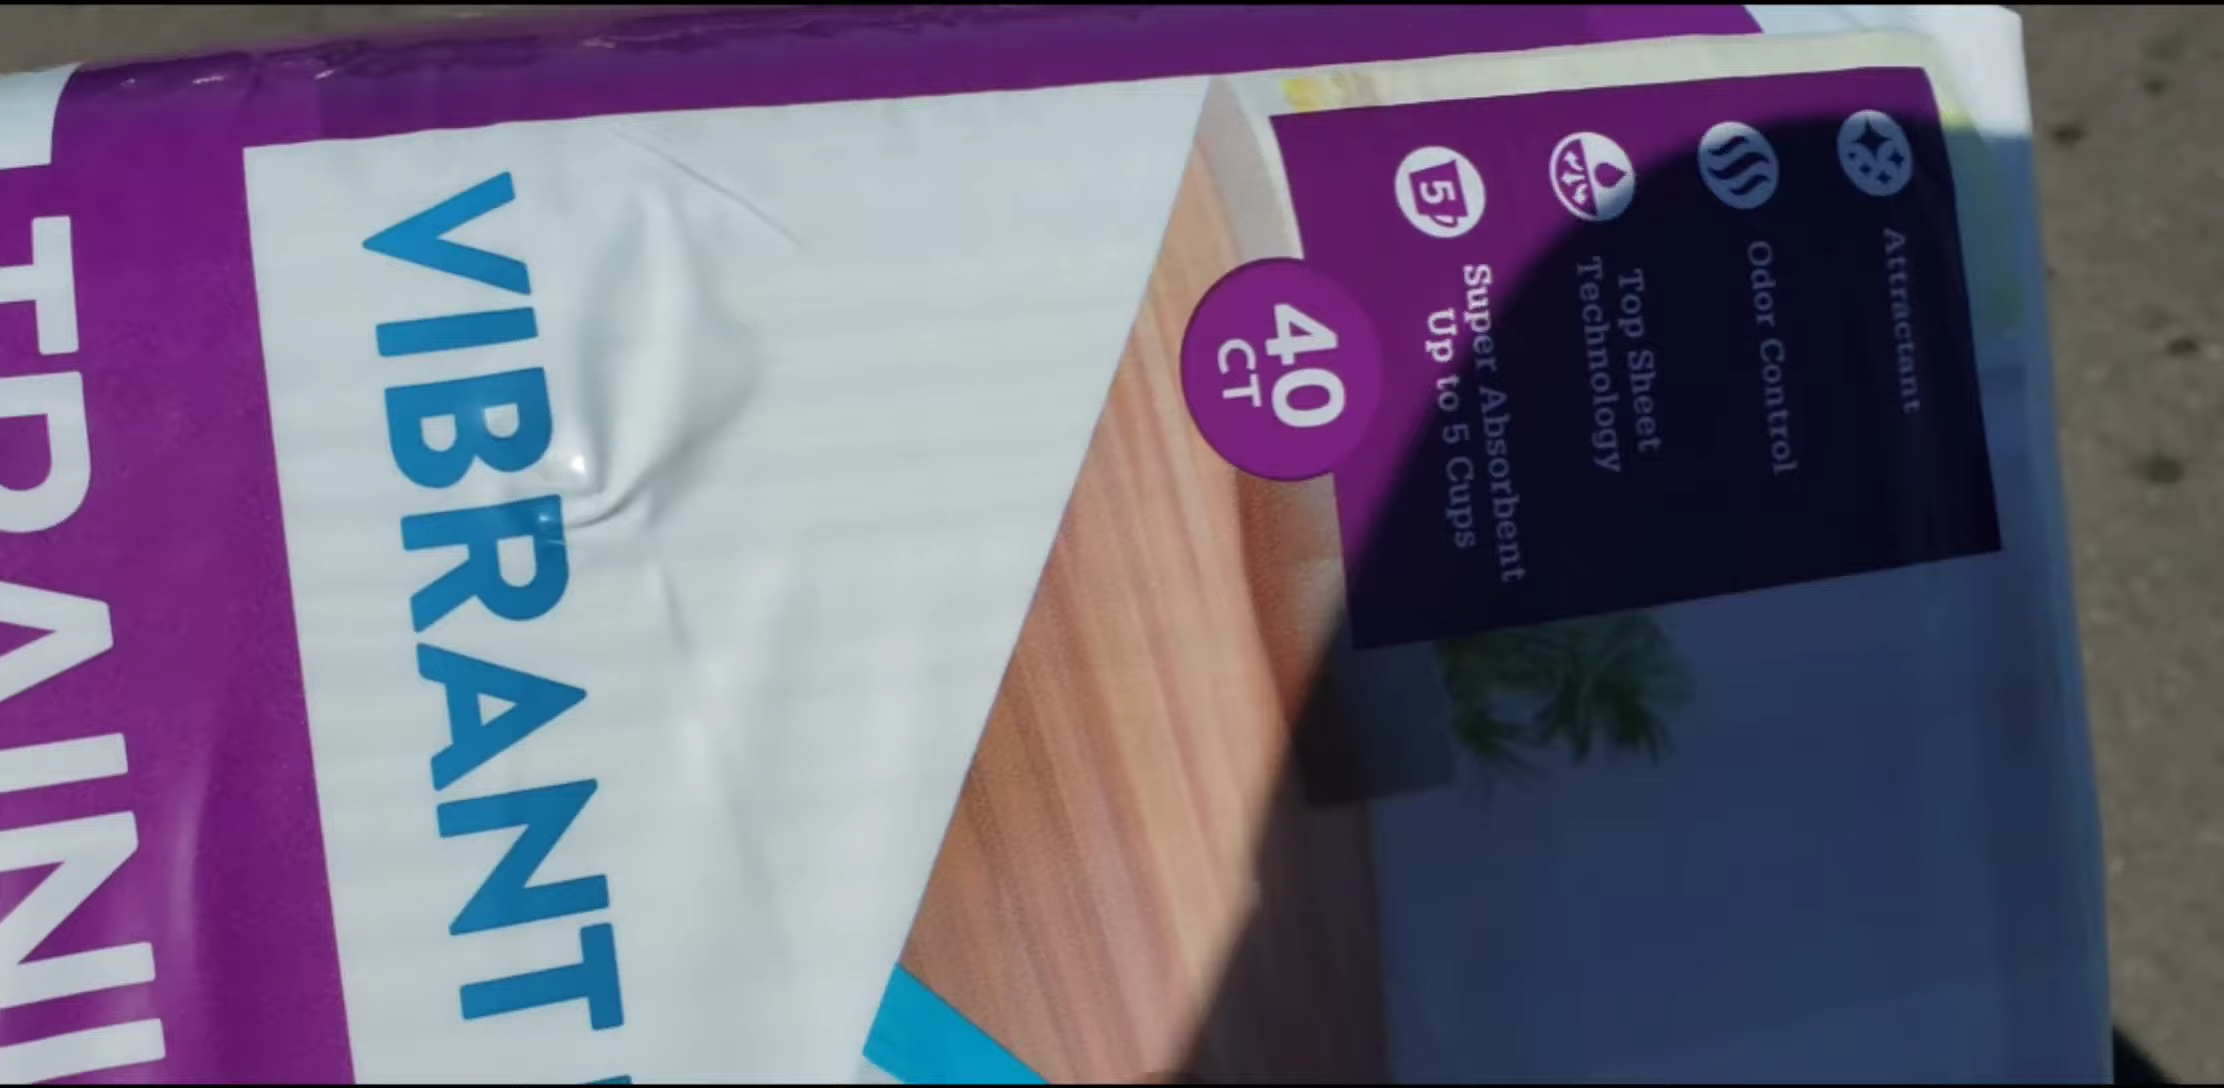 Attractant
Odor Control
Top Sheet
Technology
5
Super Absorbent
Up to 5 Cups
40
CT
VIBRANT